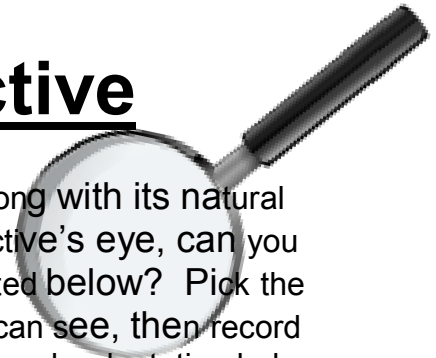 ctive
ong with its natural
ctive's eye, can you
ted below? Pick the
can see, then record